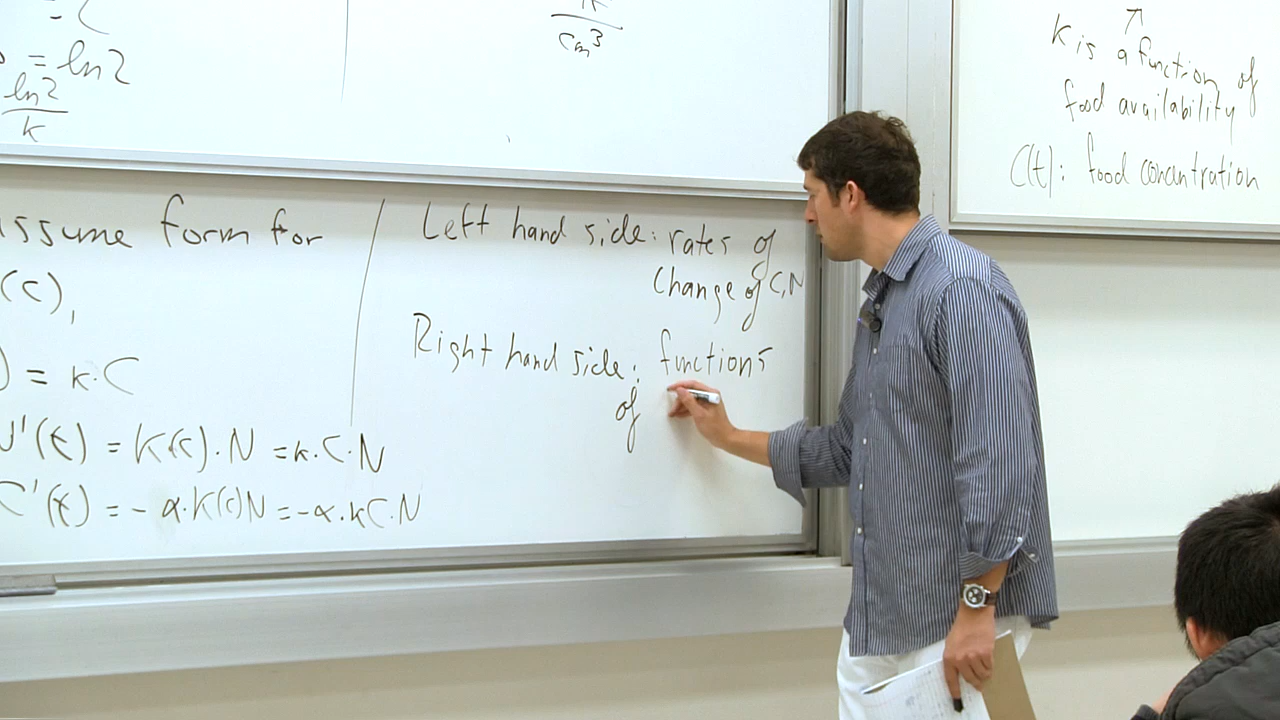 = C
= ln2
ln2
k
cm³
K is a function of
food availability
C(t): food concentration
assume form for
(c),
) = k·C
N'(t) = K(c)·N = k·C·N
C'(t) = -α·K(c)N = -α·kC·N
Left hand side: rates of
Change of C,N
Right hand side: functions
of